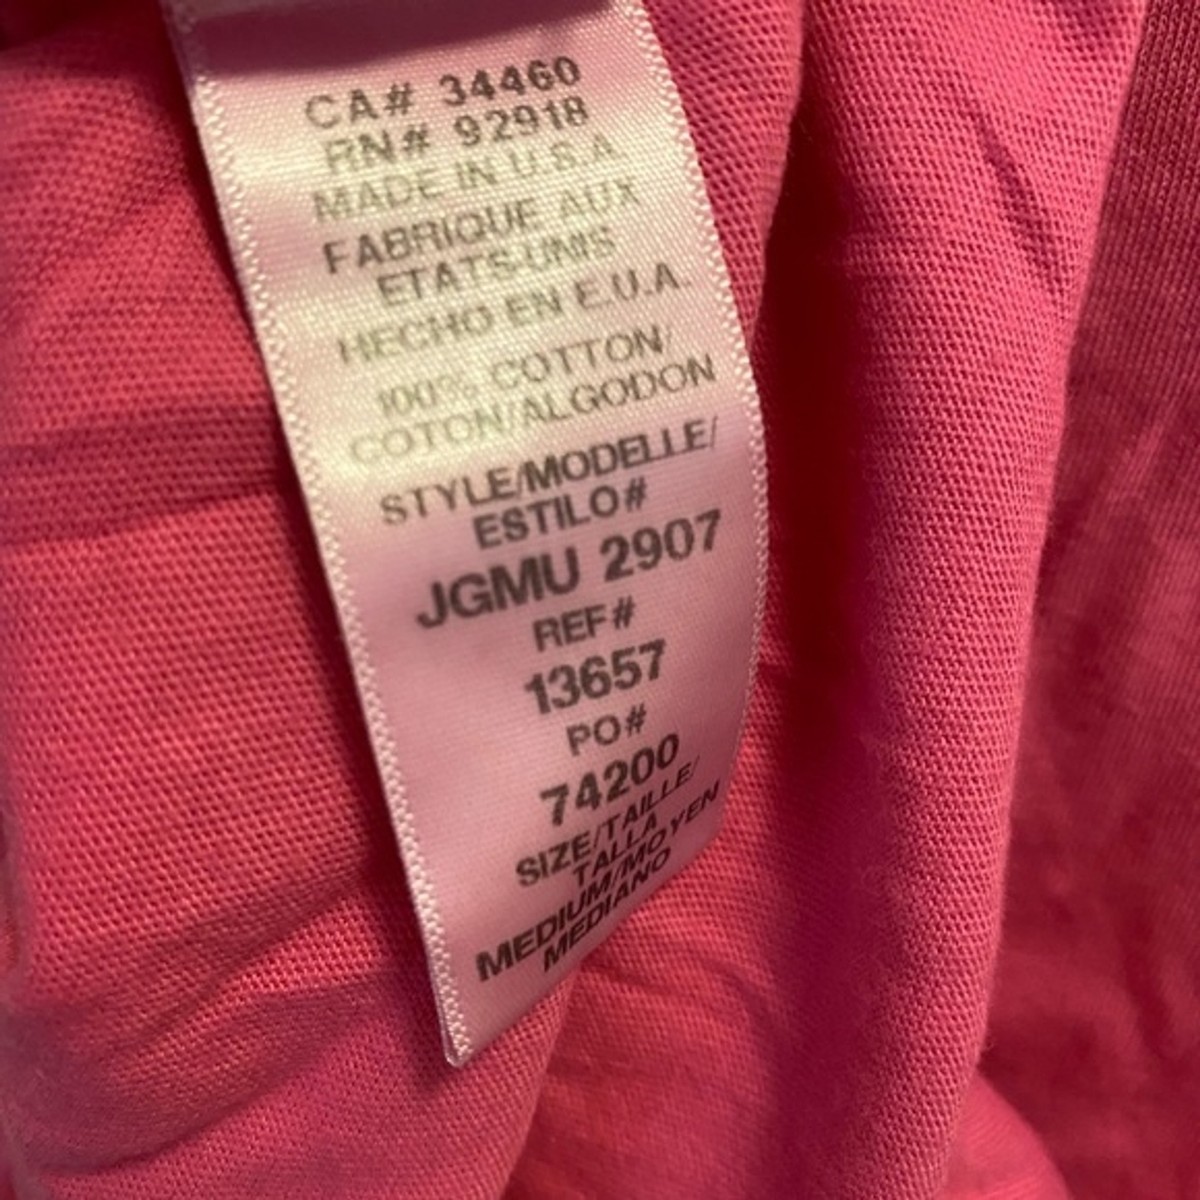 CA# 34460
RN# 92918
MADE IN U.S.A.
FABRIQUE AUX
ETATS-UNIS
HECHO EN E.U.A.
100% COTTON/
COTON/ALGODON
STYLE/MODELLE/
ESTILO#
JGMU 2907
REF#
13657
PO#
74200
SIZE/TAILLE/
TALLA
MEDIUM/MOYEN
MEDIANO